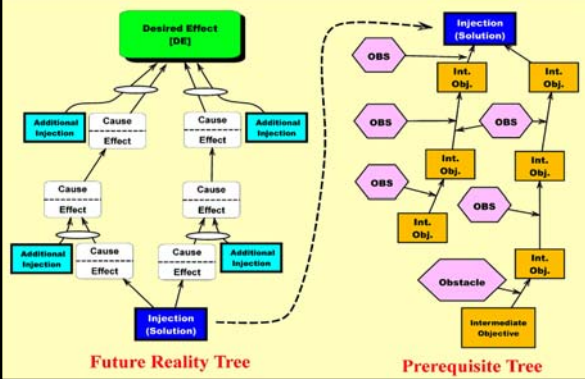 Desired Effect
[DE]
Additional
Injection
Cause
Effect
Cause
Effect
Additional
Injection
Cause
Effect
Cause
Effect
Additional
Injection
Cause
Effect
Cause
Effect
Additional
Injection
Injection
(Solution)
Future Reality Tree
Injection
(Solution)
OBS
Int.
Obj.
Int.
Obj.
OBS
OBS
Int.
Obj.
Int.
Obj.
OBS
OBS
Int.
Obj.
Int.
Obj.
Obstacle
Intermediate
Objective
Prerequisite Tree